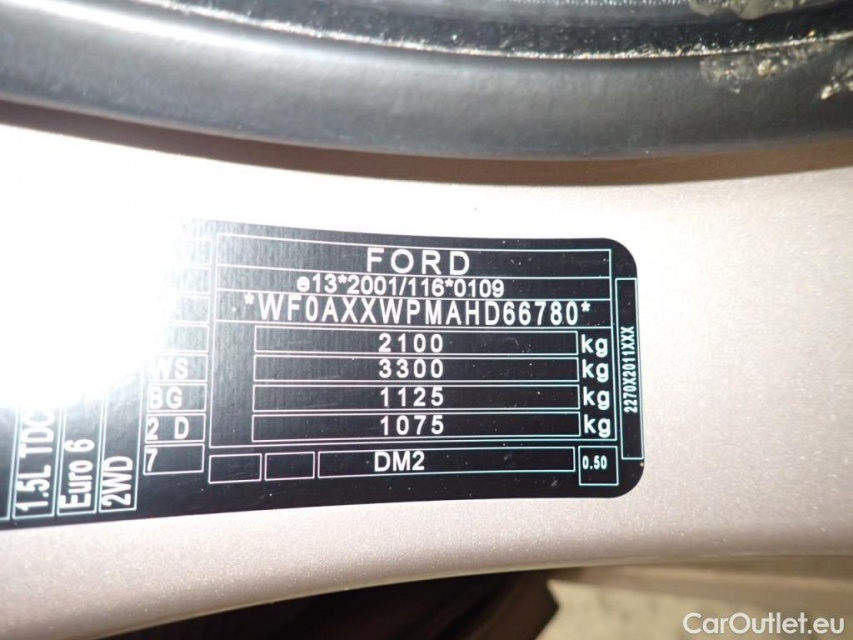 FORD
e13*2001/116*0109
*WF0AXXWPMAHD66780*
2100 kg
3300 kg
1125 kg
1075 kg
DM2
0.50
2270X2011XXX
WS
BG
2 D
7
1.5L TDC
Euro 6
2WD
CarOutlet.eu